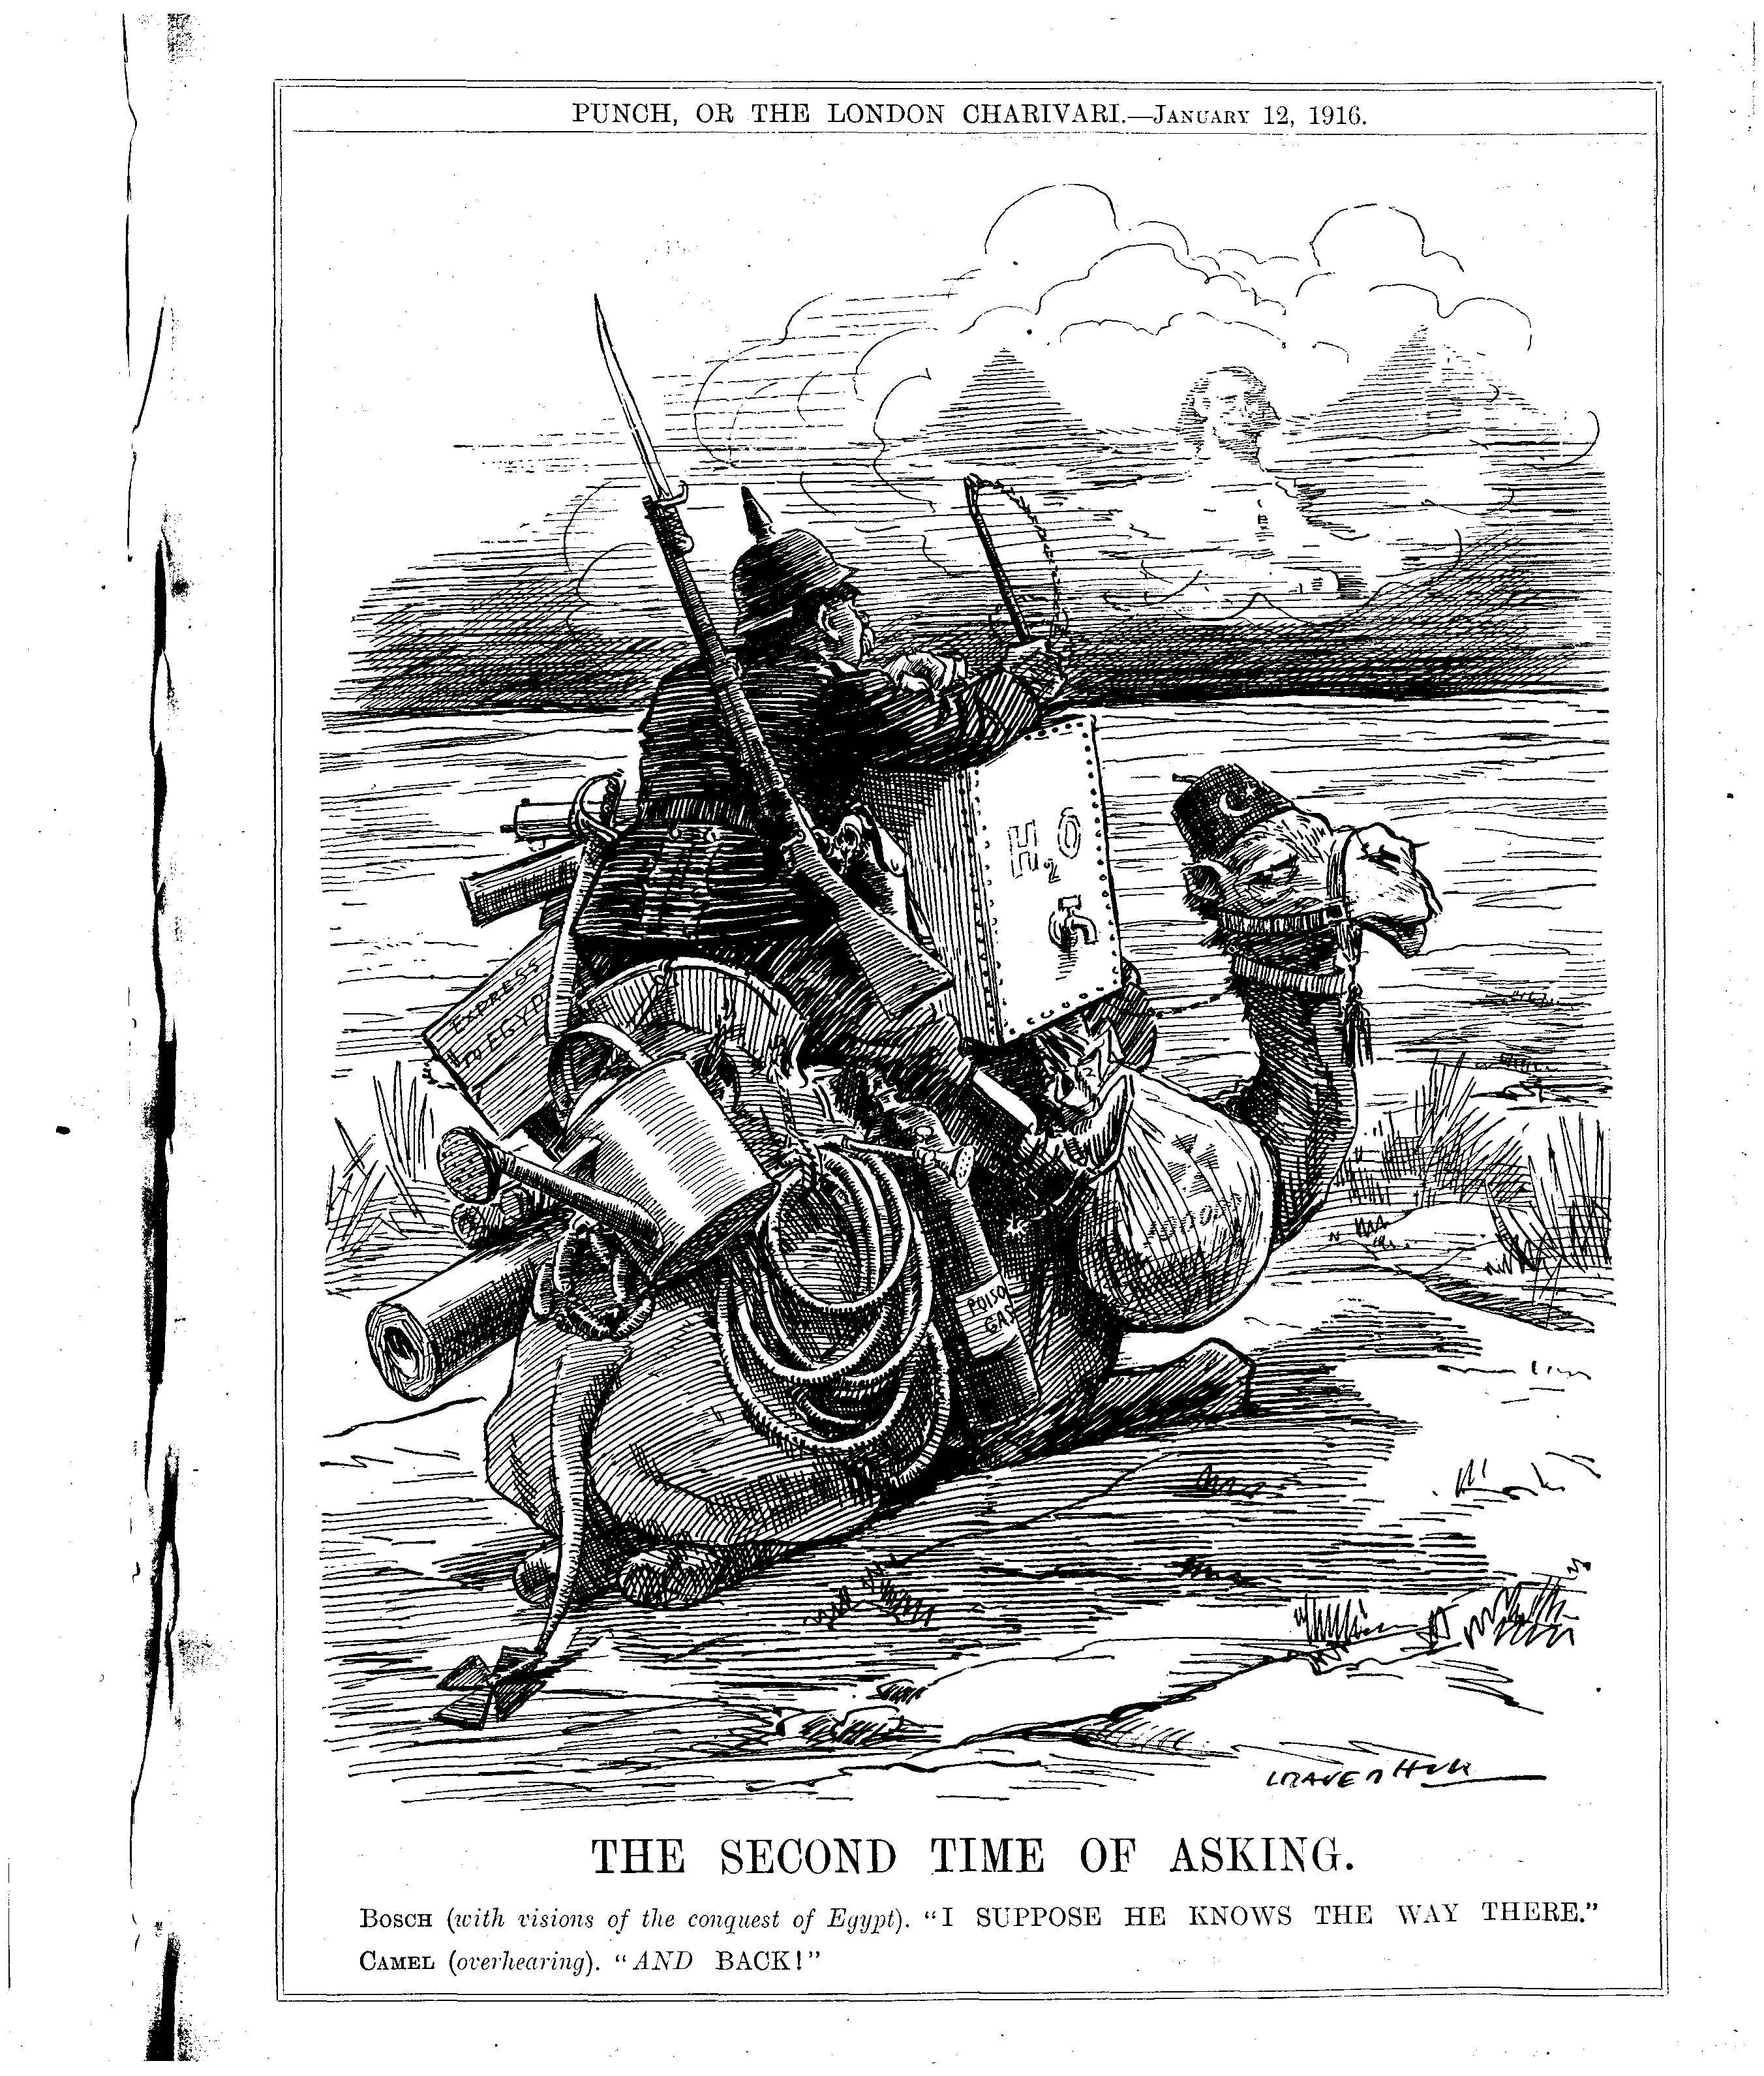 PUNCH, OR THE LONDON CHARIVARI.—JANUARY 12, 1916.
H2O
EXPRESS
TO EGYPT
POISO
GAS
THE SECOND TIME OF ASKING.
BOSCH (with visions of the conquest of Egypt). "I SUPPOSE HE KNOWS THE WAY THERE."
CAMEL (overhearing). "AND BACK!"